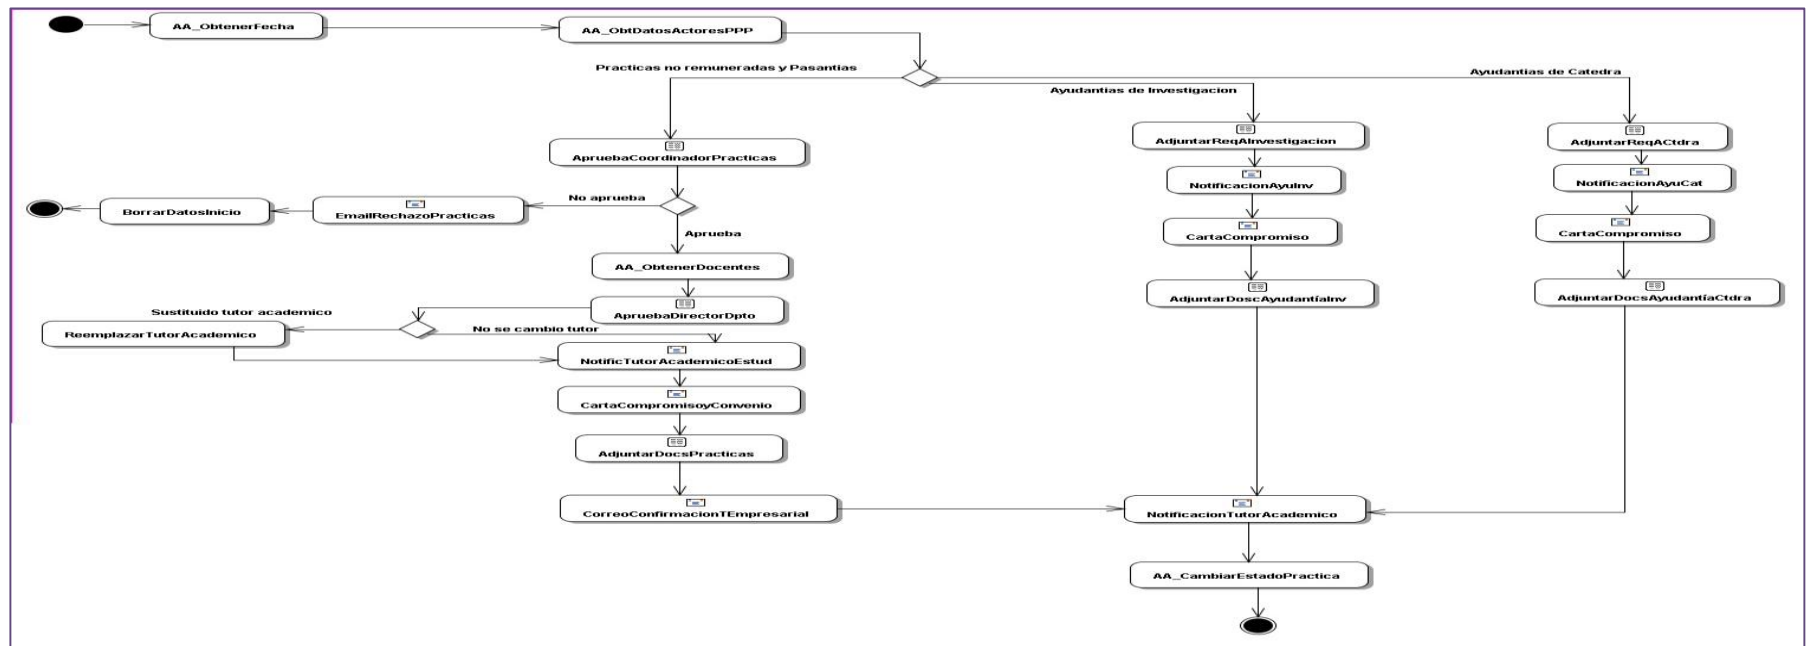 AA_ObtenerFecha
AA_ObtDatosActoresPPP
Practicas no remuneradas y Pasantias
Ayudantias de Catedra
Ayudantias de Investigacion
ApruebaCoordinadorPracticas
AdjuntarReqAInvestigacion
AdjuntarReqACtdra
NotificacionAyuInv
NotificacionAyuCat
No aprueba
BorrarDatosInicio
EmailRechazoPracticas
Aprueba
CartaCompromiso
CartaCompromiso
AA_ObtenerDocentes
AdjuntarDoscAyudantíaInv
AdjuntarDocsAyudantíaCtdra
Sustituido tutor academico
ApruebaDirectorDpto
ReemplazarTutorAcademico
No se cambio tutor
NotificTutorAcademicoEstud
CartaCompromisoyConvenio
AdjuntarDocsPracticas
CorreoConfirmacionTEmpresarial
NotificacionTutorAcademico
AA_CambiarEstadoPractica